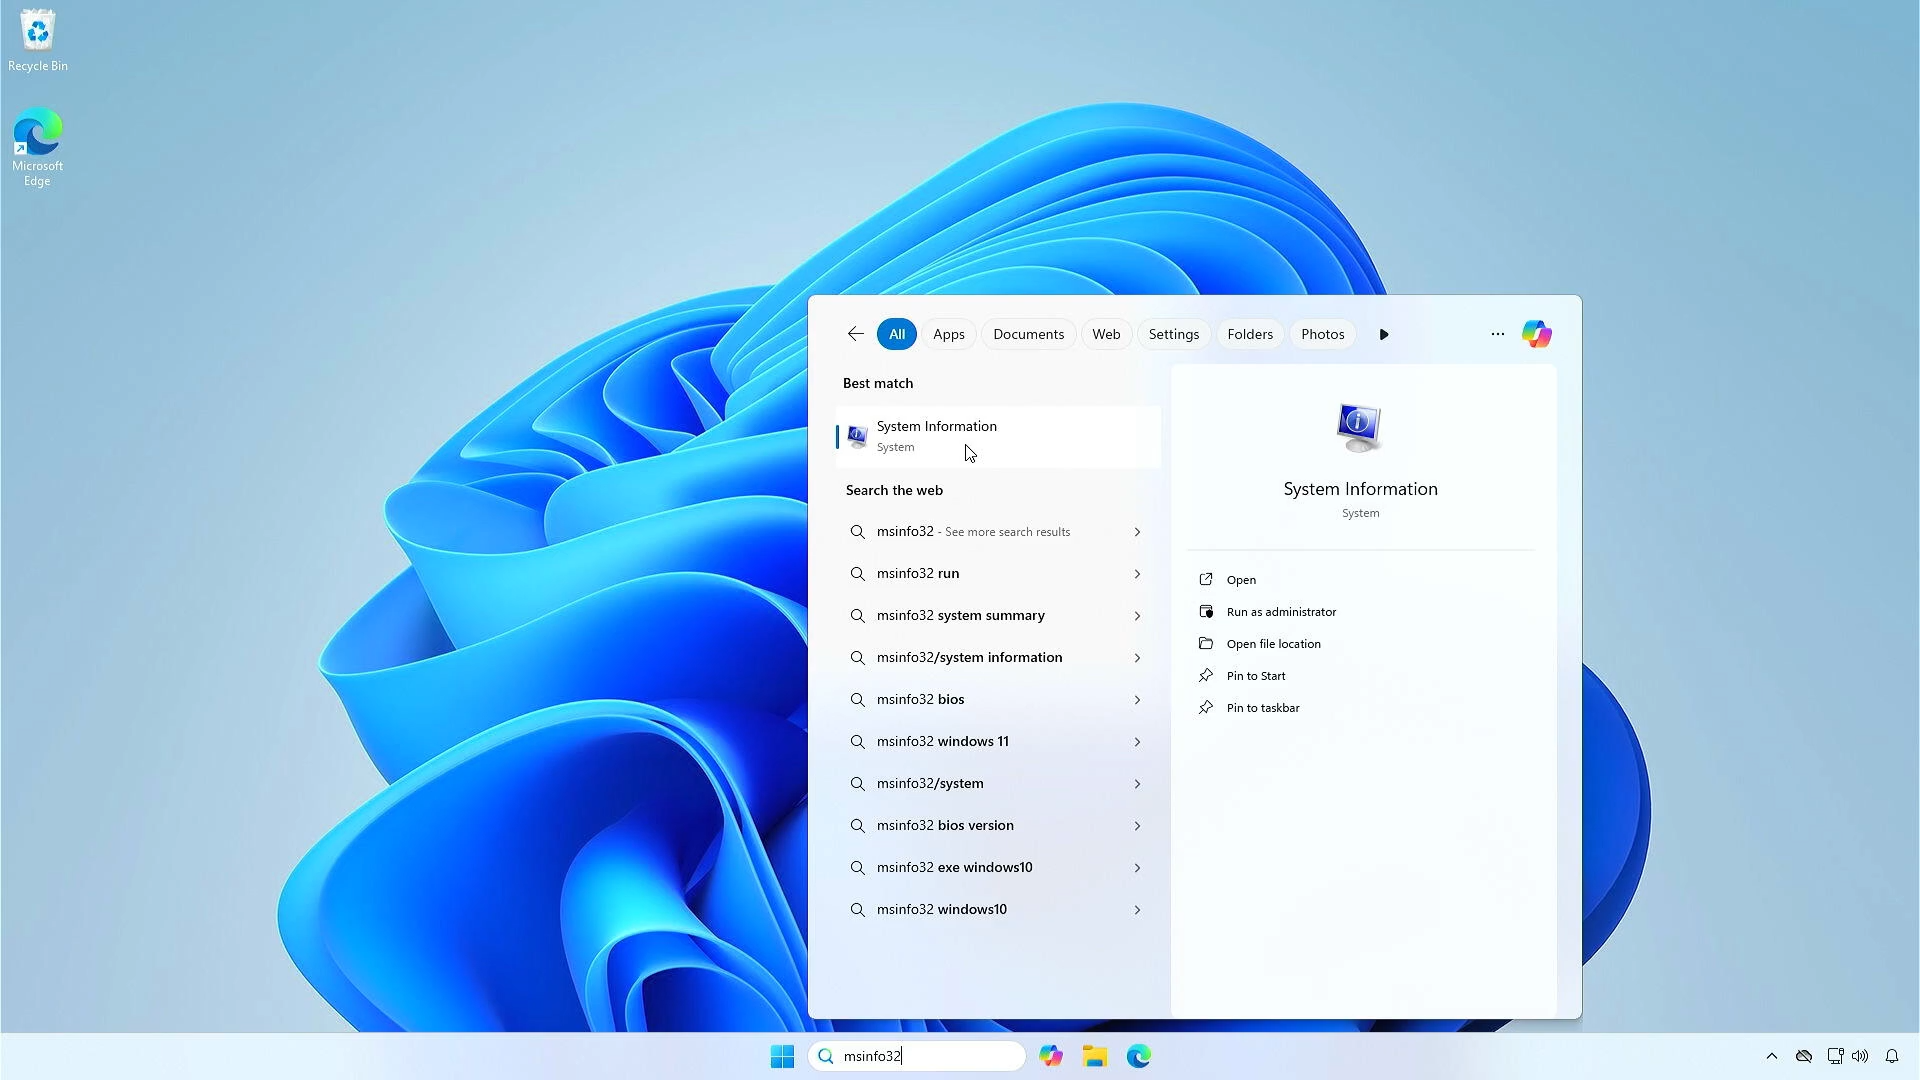 Recycle Bin
Microsoft
Edge
All
Apps
Documents
Web
Settings
Folders
Photos
Best match
System Information
System
Search the web
msinfo32 - See more search results
msinfo32 run
msinfo32 system summary
msinfo32/system information
msinfo32 bios
msinfo32 windows 11
msinfo32/system
msinfo32 bios version
msinfo32 exe windows10
msinfo32 windows10
System Information
System
Open
Run as administrator
Open file location
Pin to Start
Pin to taskbar
msinfo32